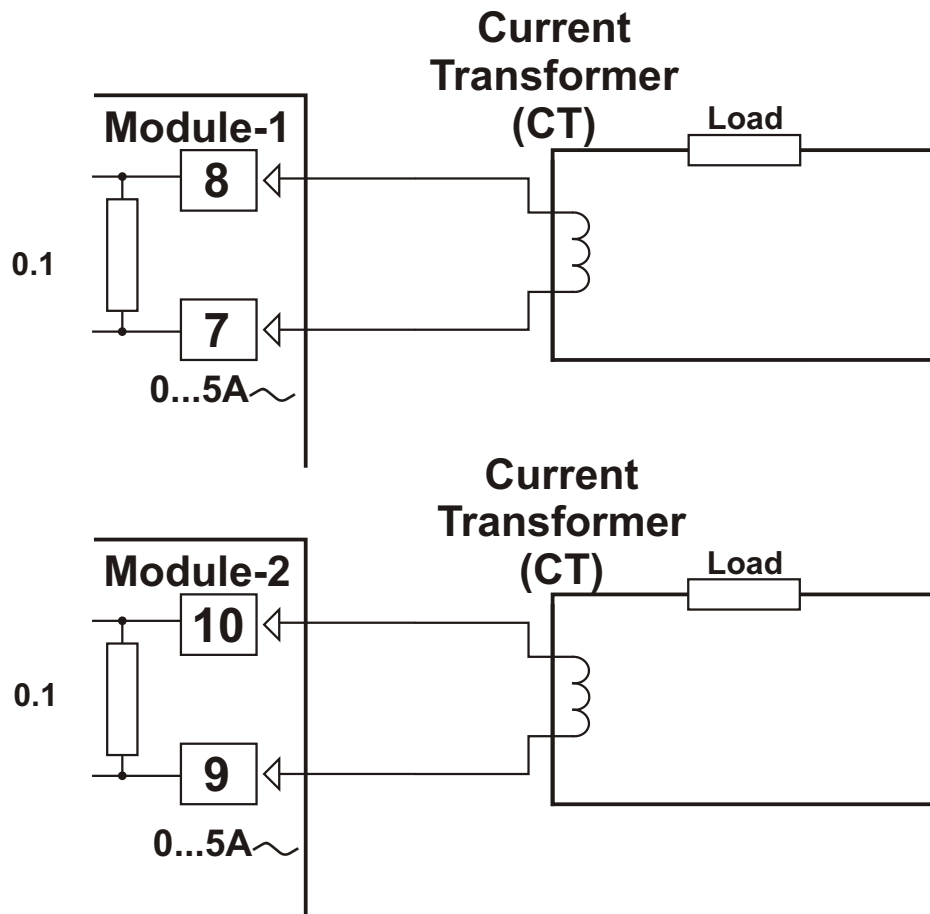 Current
Transformer
(CT)
Load
Module-1
8
0.1
7
0...5A~
Current
Transformer
(CT)
Load
Module-2
10
0.1
9
0...5A~